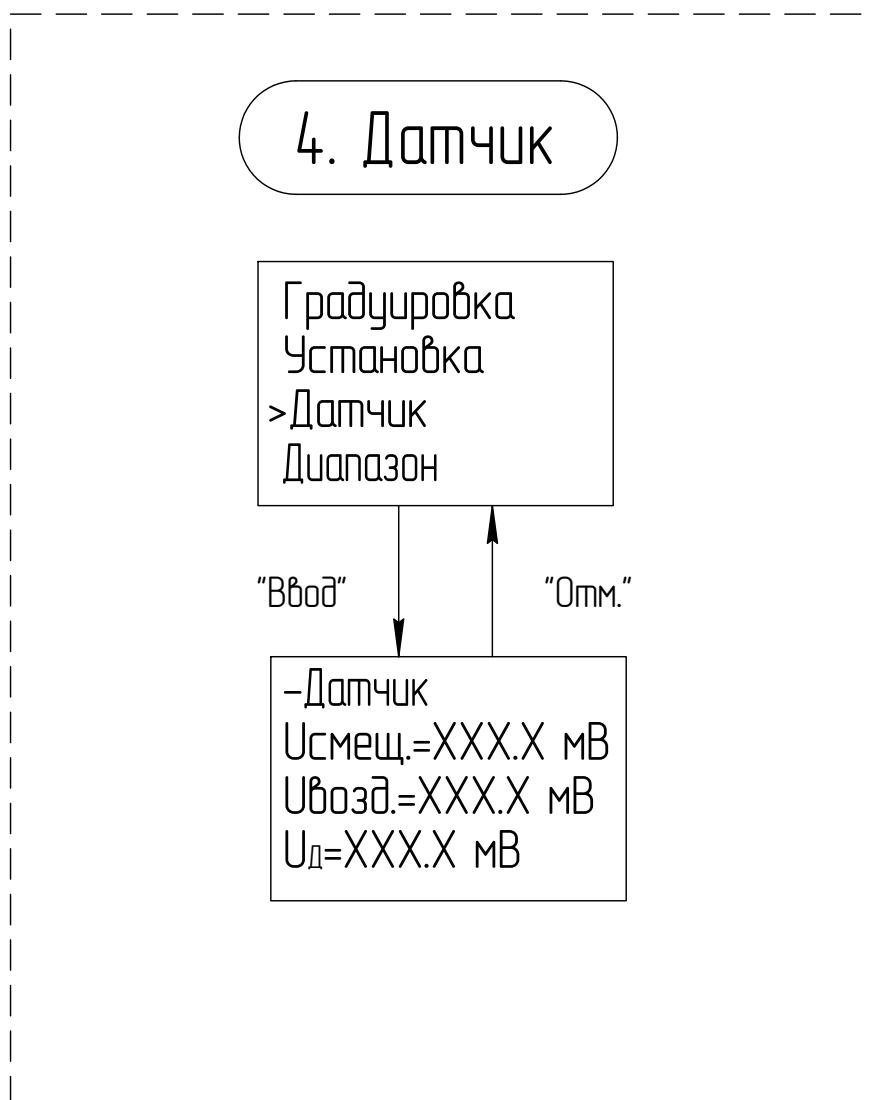 4. Датчик
Градуировка
Установка
>Датчик
Диапазон
"Ввод" "Отм."
-Датчик
Uсмещ.=XXX.X мВ
Uвозд.=XXX.X мВ
Uд=XXX.X мВ